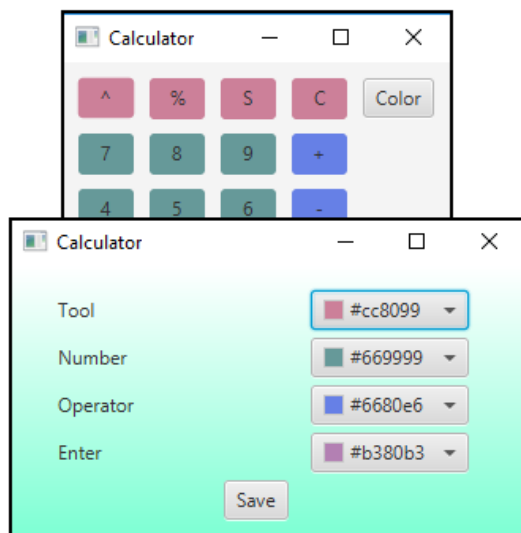 Calculator
^ % S C Color
7 8 9 +
4 5 6 -
Calculator
Tool #cc8099
Number #669999
Operator #6680e6
Enter #b380b3
Save